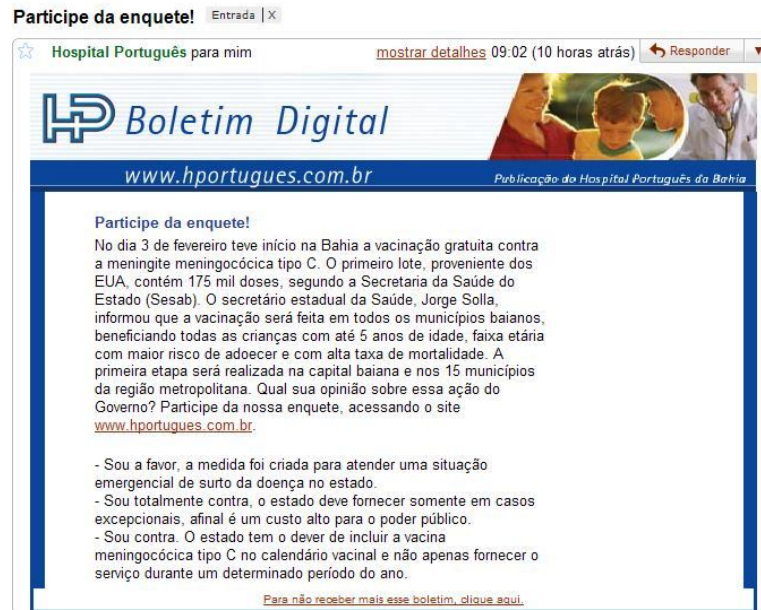 Participe da enquete! Entrada | X
Hospital Português para mim mostrar detalhes 09:02 (10 horas atrás) Responder
HP Boletim Digital
www.hportugues.com.br Publicação do Hospital Português da Bahia
Participe da enquete!
No dia 3 de fevereiro teve início na Bahia a vacinação gratuita contra
a meningite meningocócica tipo C. O primeiro lote, proveniente dos
EUA, contém 175 mil doses, segundo a Secretaria da Saúde do
Estado (Sesab). O secretário estadual da Saúde, Jorge Solla,
informou que a vacinação será feita em todos os municípios baianos,
beneficiando todas as crianças com até 5 anos de idade, faixa etária
com maior risco de adoecer e com alta taxa de mortalidade. A
primeira etapa será realizada na capital baiana e nos 15 municípios
da região metropolitana. Qual sua opinião sobre essa ação do
Governo? Participe da nossa enquete, acessando o site
www.hportugues.com.br.
- Sou a favor, a medida foi criada para atender uma situação
emergencial de surto da doença no estado.
- Sou totalmente contra, o estado deve fornecer somente em casos
excepcionais, afinal é um custo alto para o poder público.
- Sou contra. O estado tem o dever de incluir a vacina
meningocócica tipo C no calendário vacinal e não apenas fornecer o
serviço durante um determinado período do ano.
Para não receber mais esse boletim, clique aqui.